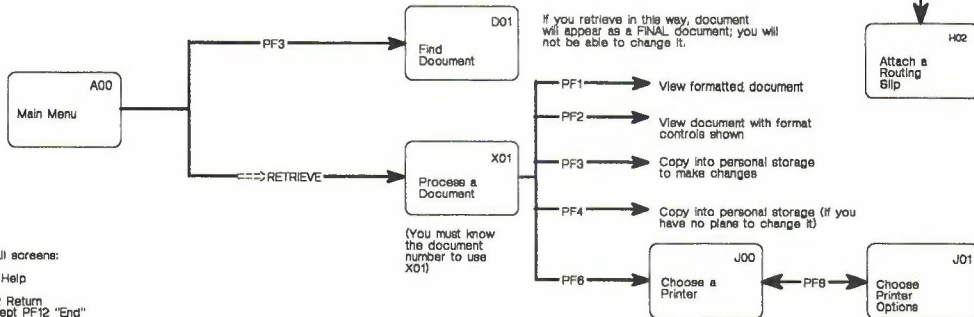 D01
Find
Document
If you retrieve in this way, document
will appear as a FINAL document; you will
not be able to change it.
H02
Attach a
Routing
Slip
PF3
A00
Main Menu
PF1
View formatted document
PF2
View document with format
controls shown
X01
Process a
Document
RETRIEVE
PF3
Copy into personal storage
to make changes
PF4
Copy into personal storage (if you
have no plans to change it)
(You must know
the document
number to use
X01)
screens:
Help
Return
PF12 "End"
PF6
J00
Choose a
Printer
PF8
J01
Choose
Printer
Options